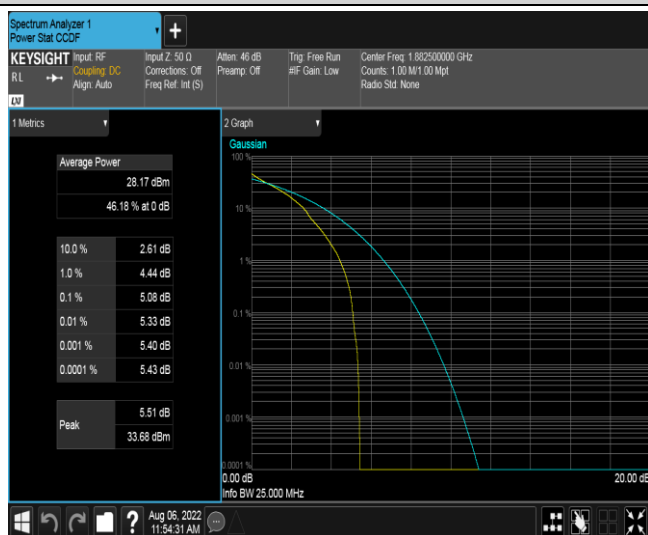 Spectrum Analyzer 1
Power Stat CCDF
+
KEYSIGHT
RL
LXI
Input: RF
Coupling: DC
Align: Auto
Input Z: 50 Ω
Corrections: Off
Freq Ref: Int (S)
Atten: 46 dB
Preamp: Off
Trig: Free Run
#IF Gain: Low
Center Freq: 1.882500000 GHz
Counts: 1.00 M/1.00 Mpt
Radio Std: None
1 Metrics
Average Power
28.17 dBm
46.18 % at 0 dB
10.0 % 2.61 dB
1.0 % 4.44 dB
0.1 % 5.08 dB
0.01 % 5.33 dB
0.001 % 5.40 dB
0.0001 % 5.43 dB
Peak
5.51 dB
33.68 dBm
2 Graph
Gaussian
100 %
10 %
1 %
0.1 %
0.01 %
0.001 %
0.0001 %
0.00 dB 20.00 dB
Info BW 25.000 MHz
?
Aug 06, 2022
11:54:31 AM